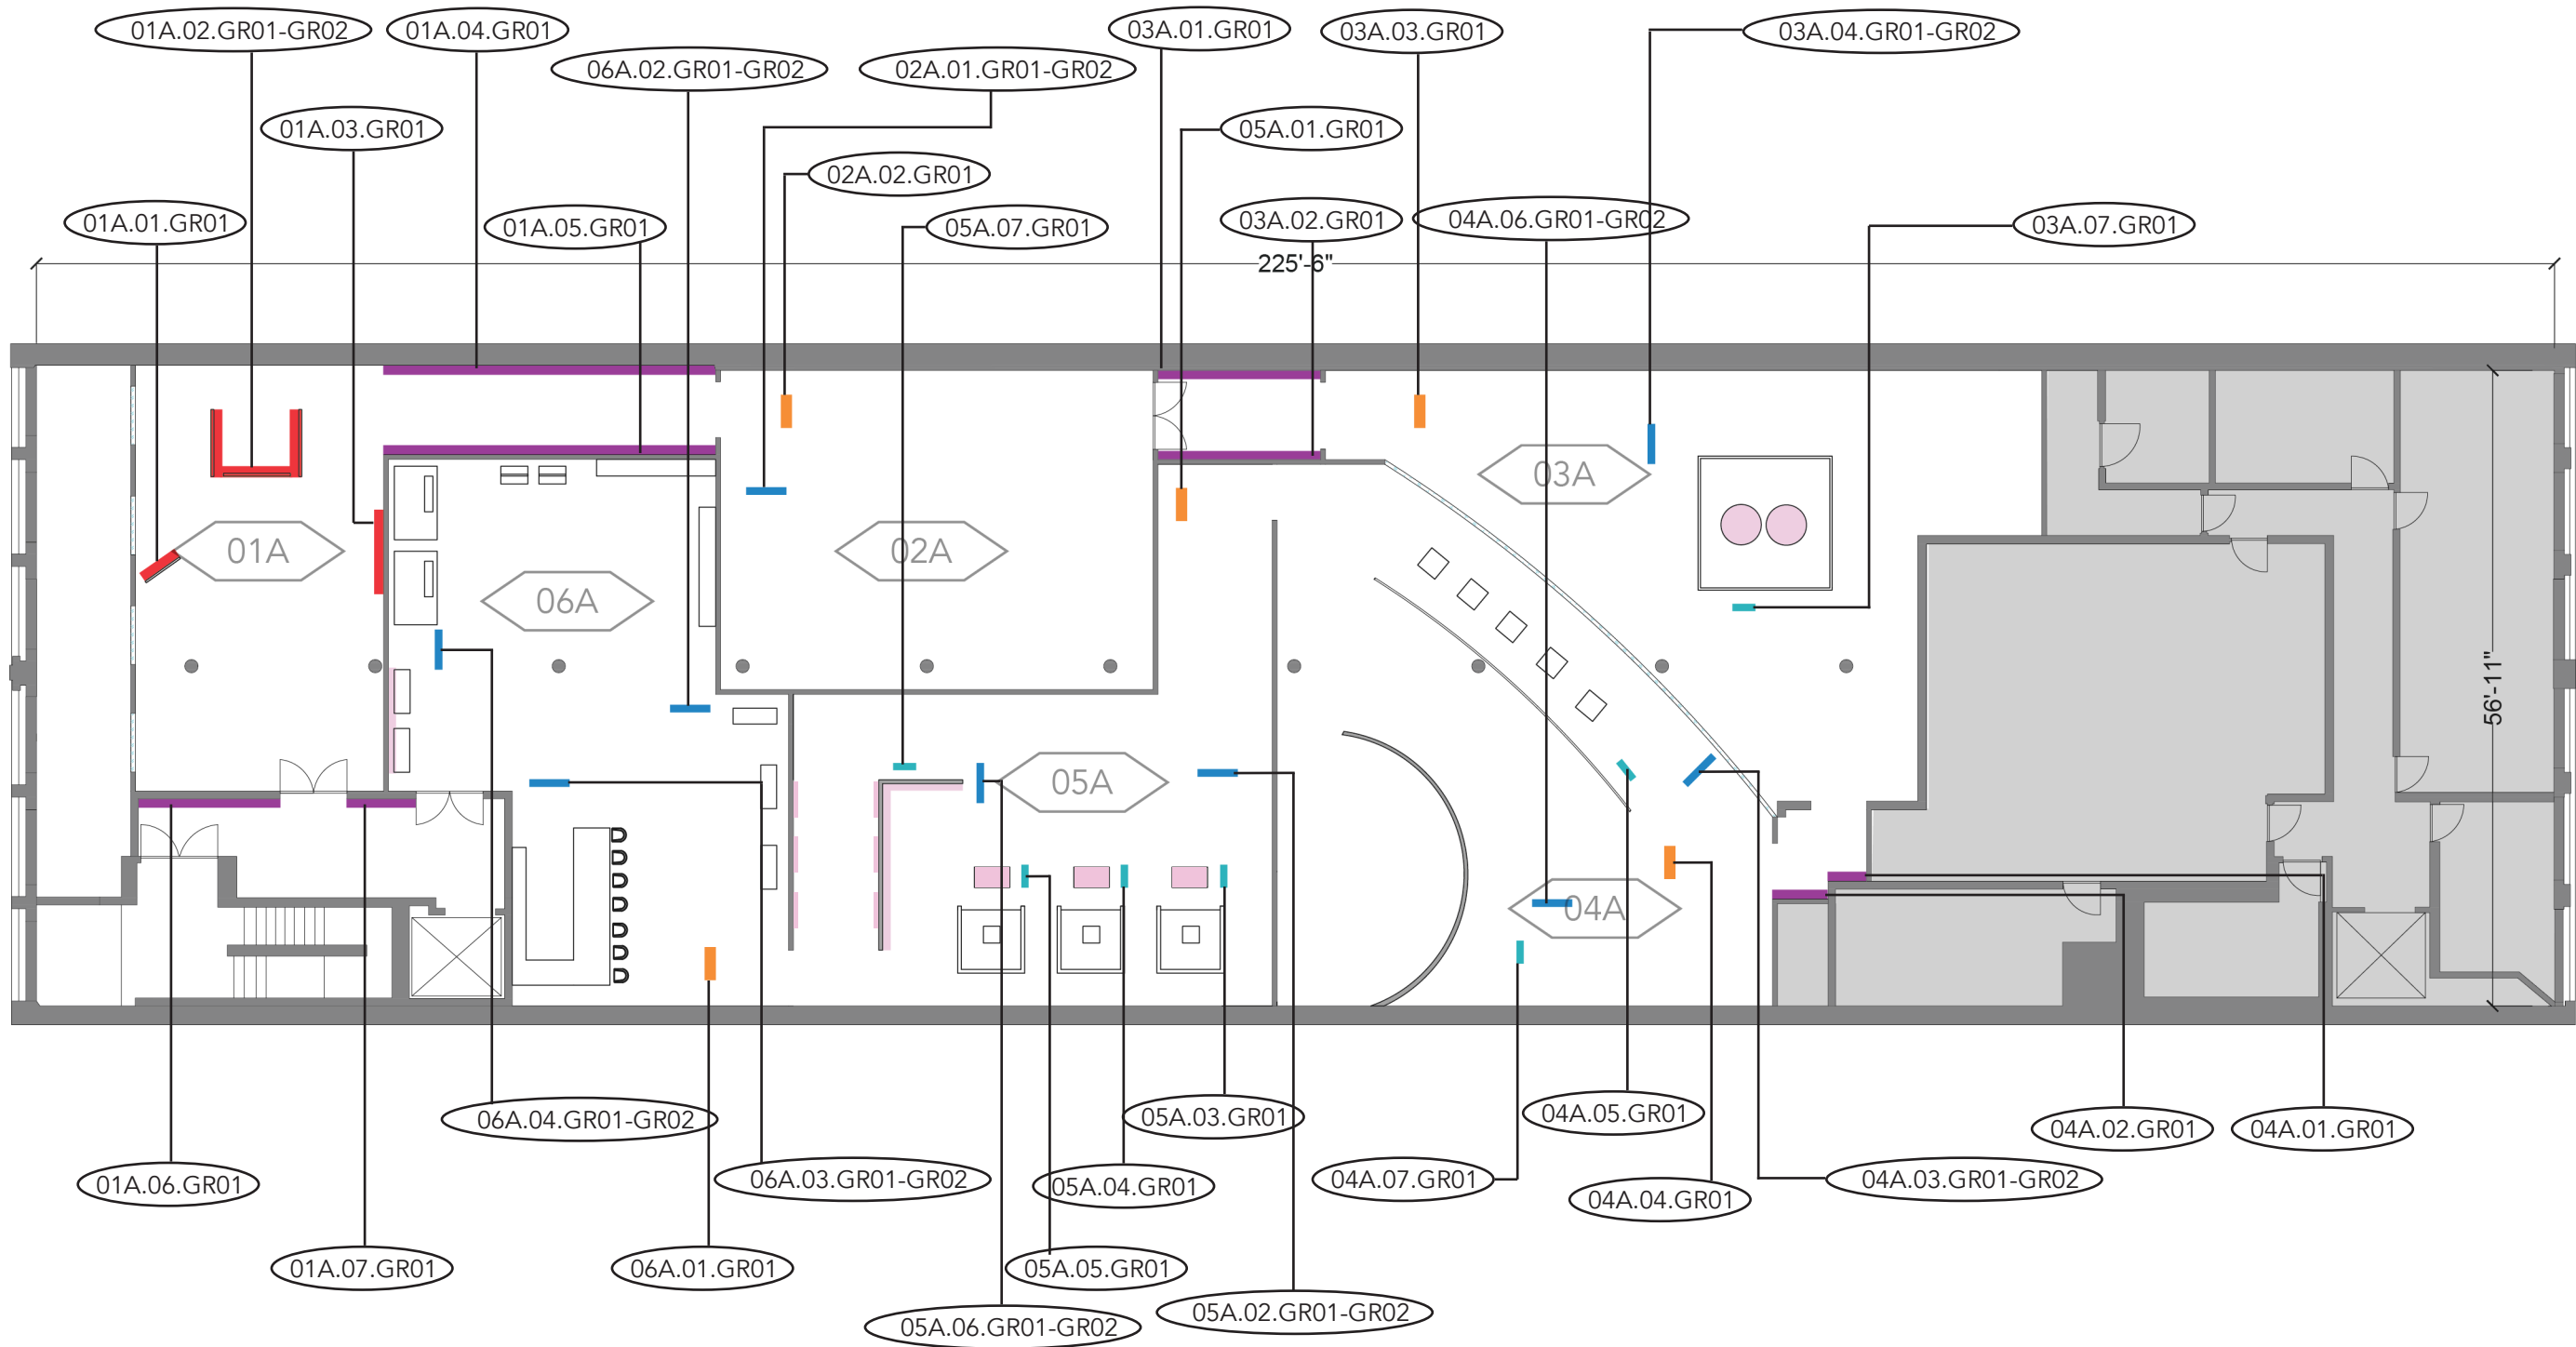 01A.02.GR01-GR02
01A.04.GR01
03A.01.GR01
03A.03.GR01
03A.04.GR01-GR02
06A.02.GR01-GR02
02A.01.GR01-GR02
01A.03.GR01
05A.01.GR01
02A.02.GR01
01A.01.GR01
01A.05.GR01
05A.07.GR01
03A.02.GR01
04A.06.GR01-GR02
03A.07.GR01
225'-6"
03A
01A
02A
06A
56'-11"
05A
04A
06A.04.GR01-GR02
05A.03.GR01
04A.05.GR01
04A.02.GR01
04A.01.GR01
01A.06.GR01
06A.03.GR01-GR02
05A.04.GR01
04A.07.GR01
04A.04.GR01
04A.03.GR01-GR02
01A.07.GR01
06A.01.GR01
05A.05.GR01
05A.06.GR01-GR02
05A.02.GR01-GR02